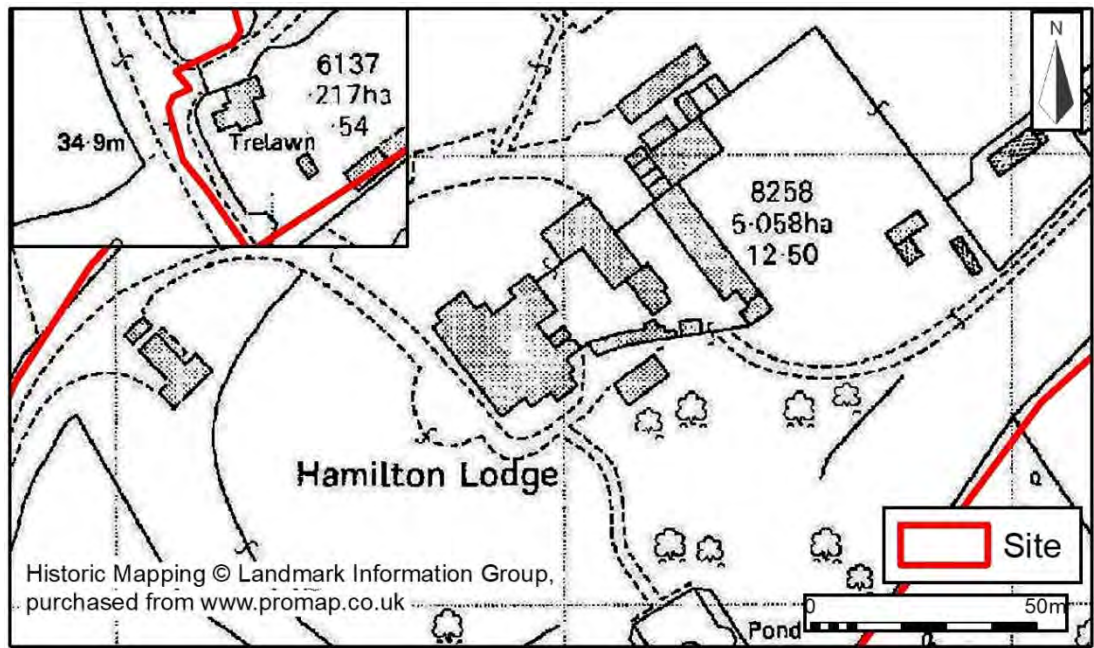 6137
·217ha
·54
34·9m
Trelawn
N
8258
5·058ha
12·50
Hamilton Lodge
Site
Historic Mapping © Landmark Information Group,
purchased from www.promap.co.uk
0 50m
Pond